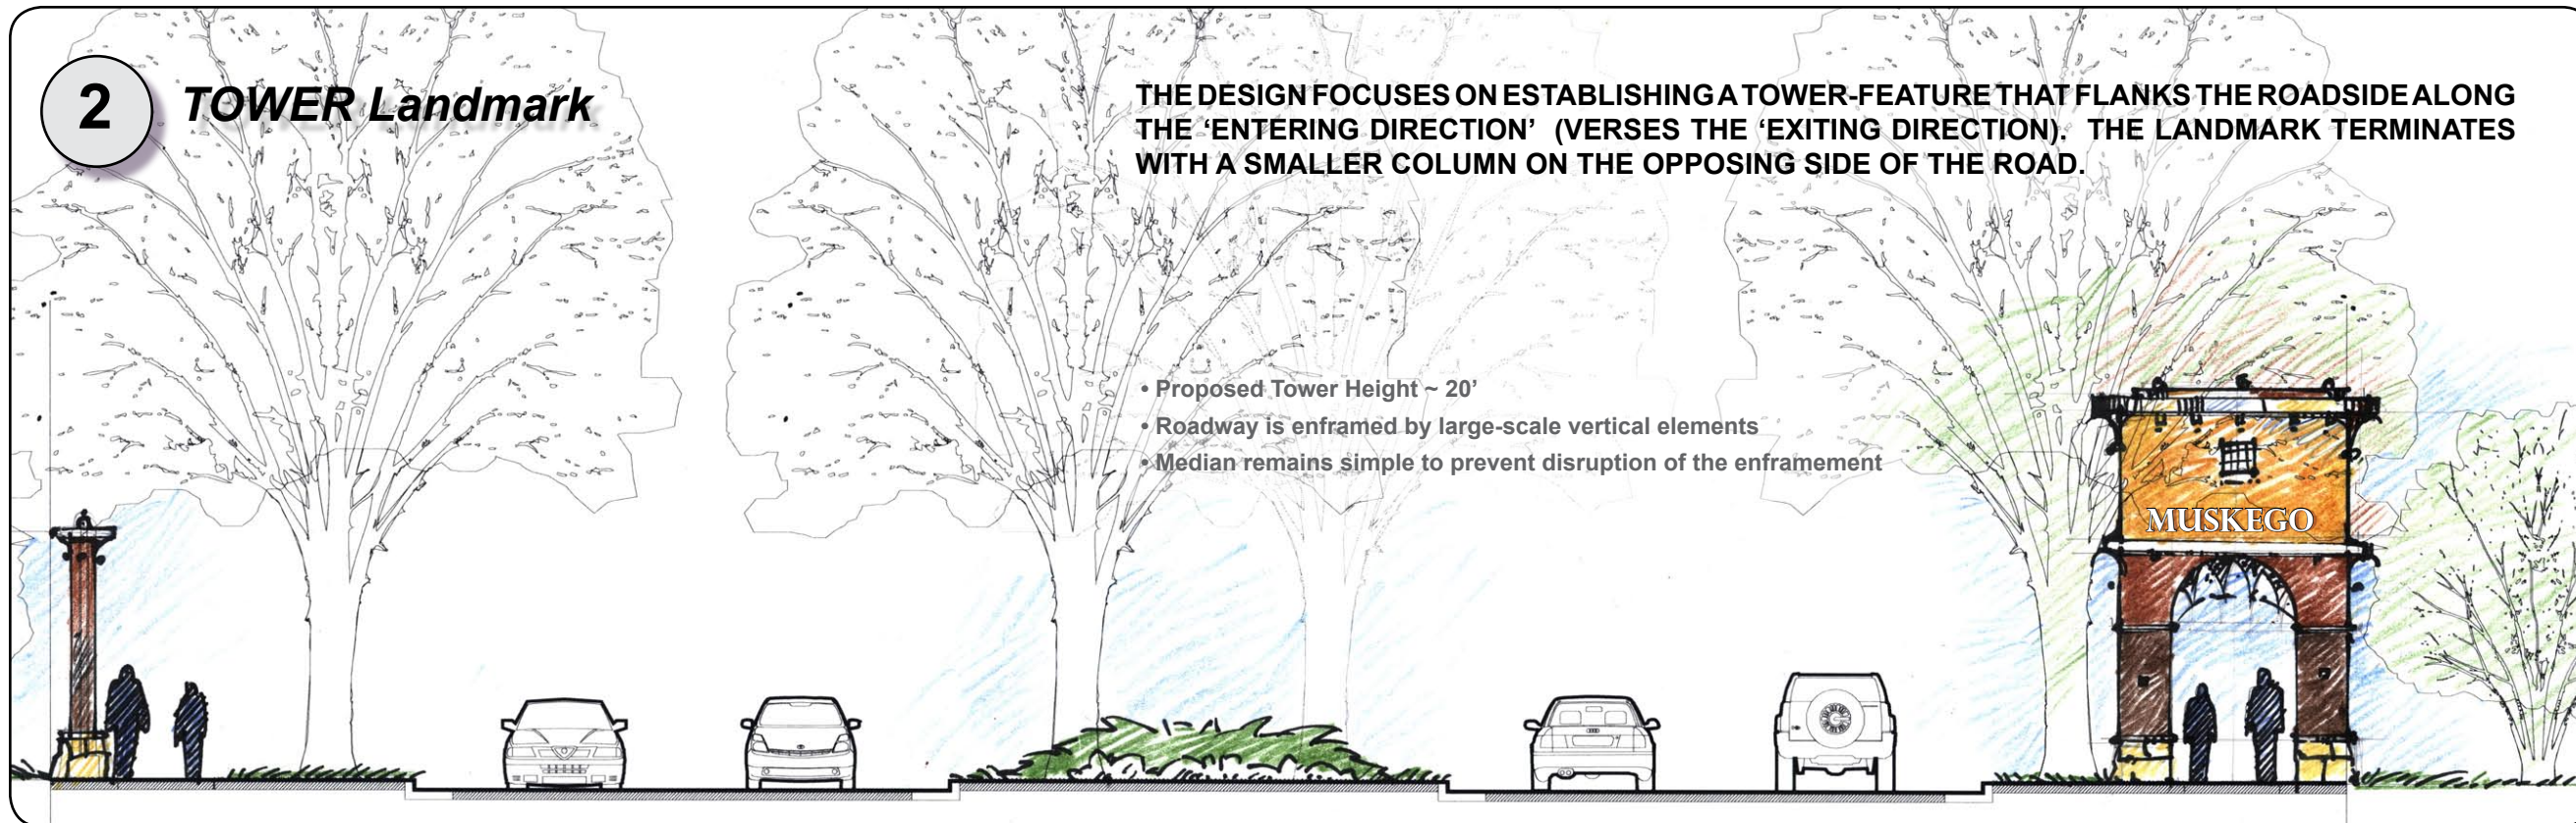 2
TOWER Landmark
THE DESIGN FOCUSES ON ESTABLISHING A TOWER-FEATURE THAT FLANKS THE ROADSIDE ALONG
THE ‘ENTERING DIRECTION’ (VERSES THE ‘EXITING DIRECTION). THE LANDMARK TERMINATES
WITH A SMALLER COLUMN ON THE OPPOSING SIDE OF THE ROAD.
• Proposed Tower Height ~ 20’
• Roadway is enframed by large-scale vertical elements
• Median remains simple to prevent disruption of the enframement
MUSKEGO